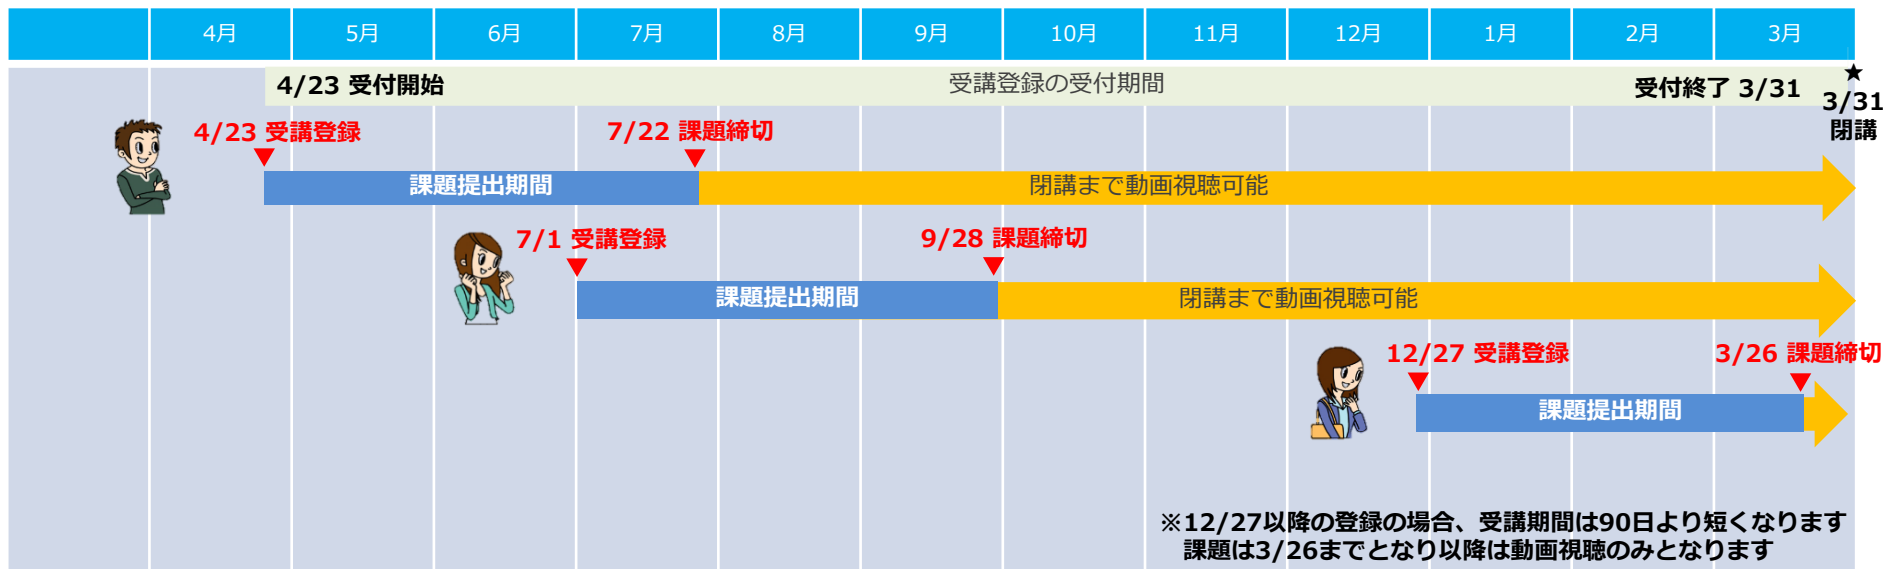 4月 5月 6月 7月 8月 9月 10月 11月 12月 1月 2月 3月
4/23 受付開始 受講登録の受付期間 受付終了 3/31
★
3/31
閉講
4/23 受講登録 7/22 課題締切
課題提出期間 閉講まで動画視聴可能
7/1 受講登録 9/28 課題締切
課題提出期間 閉講まで動画視聴可能
12/27 受講登録 3/26 課題締切
課題提出期間
※12/27以降の登録の場合、受講期間は90日より短くなります
課題は3/26までとなり以降は動画視聴のみとなります